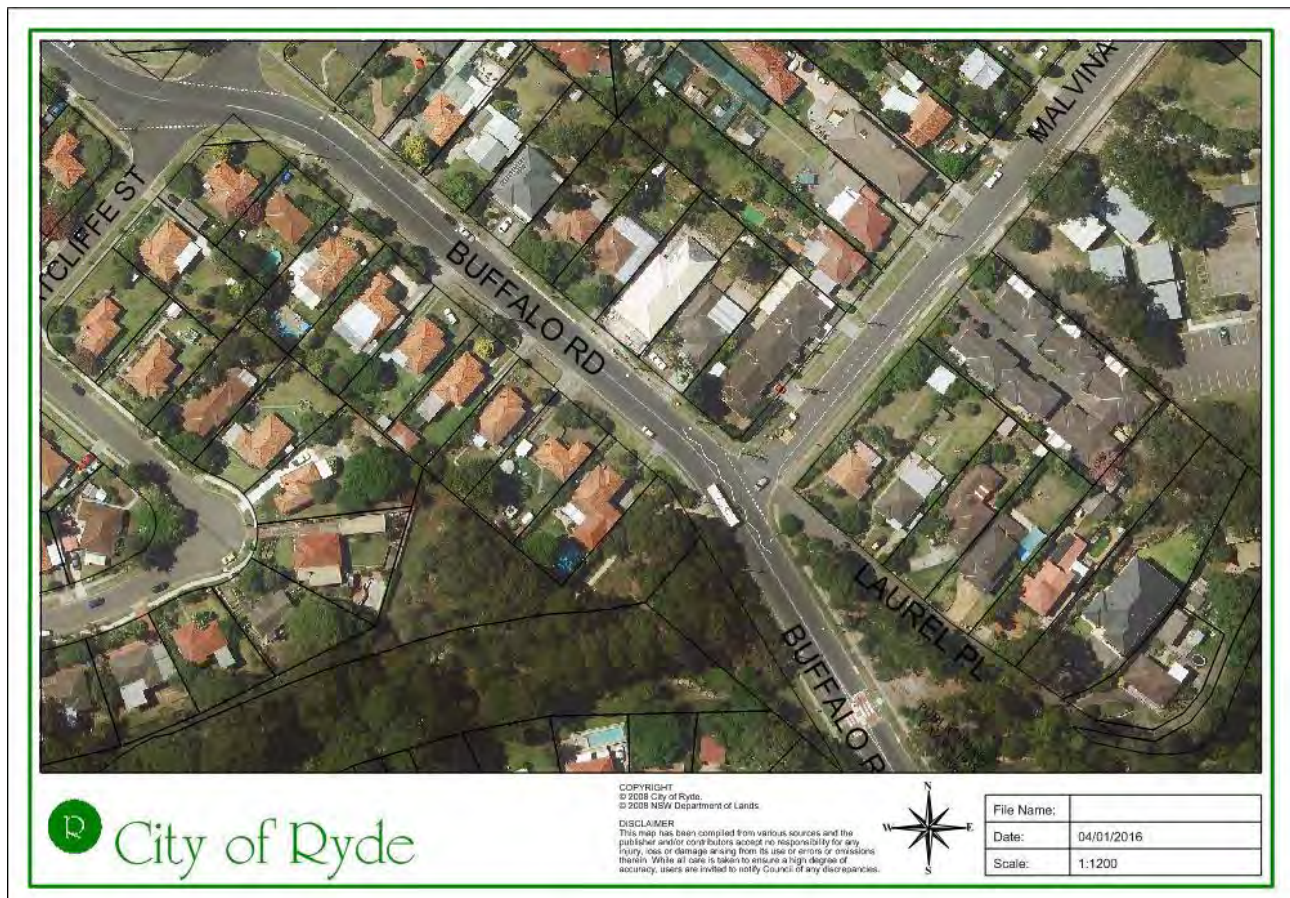 MALVINA
TCLIFFE ST
BUFFALO RD
LAUREL PL
BUFFALO R
R City of Ryde
COPYRIGHT
© 2008 City of Ryde,
© 2008 NSW Department of Lands
DISCLAIMER
This map has been compiled from various sources and the
publisher and/or contributors accept no responsibility for any
injury, loss or damage arising from its use or errors or omissions
therein. While all care is taken to ensure a high degree of
accuracy, users are invited to notify Council of any discrepancies.
N
W E
S
File Name:
Date: 04/01/2016
Scale: 1:1200